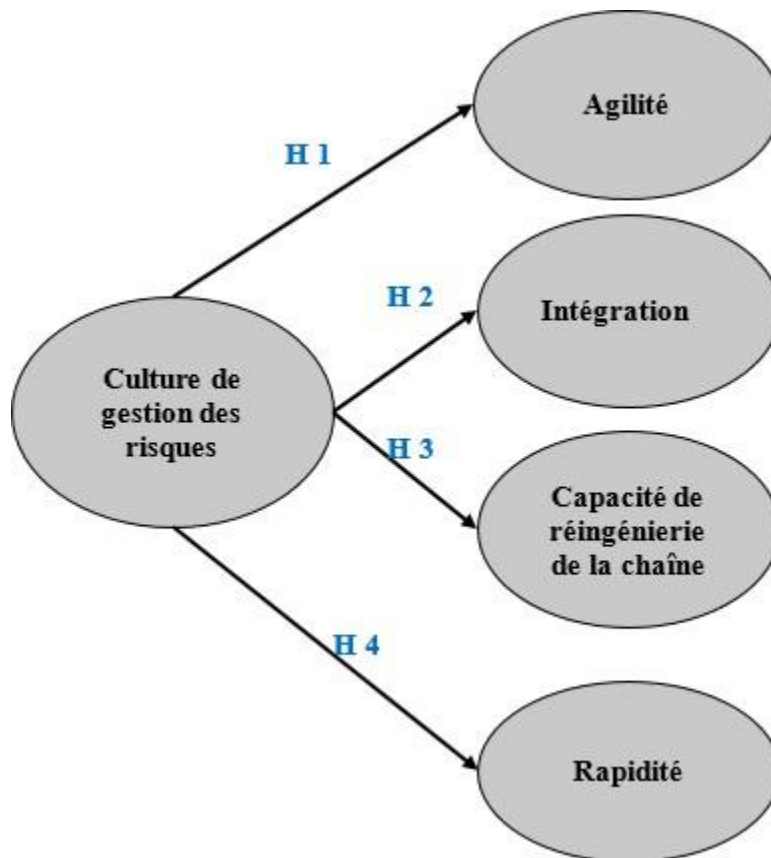 Agilité
H 1
H 2
Intégration
Culture de
gestion des
risques
H 3
Capacité de
réingénierie
de la chaîne
H 4
Rapidité